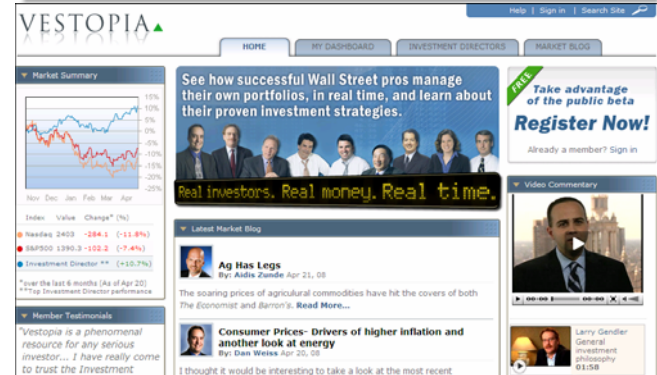 Help | Sign in | Search Site
VESTOPIA
HOME
MY DASHBOARD
INVESTMENT DIRECTORS
MARKET BLOG
Market Summary
15%
10%
5%
0%
-5%
-10%
-15%
-20%
-25%
Nov Dec Jan Feb Mar Apr
Index Value Change* (%)
Nasdaq 2403 -284.1 (-11.8%)
S&P500 1390.3 -102.2 (-7.4%)
Investment Director ** (+10.7%)
*over the last 6 months (As of Apr 20)
**Top Investment Director performance
Member Testimonials
"Vestopia is a phenomenal
resource for any serious
investor... I have really come
to trust the Investment
See how successful Wall Street pros manage
their own portfolios, in real time, and learn about
their proven investment strategies.
Real investors. Real money. Real time.
Latest Market Blog
Ag Has Legs
By: Aidis Zunde Apr 21, 08
The soaring prices of agricultural commodities have hit the covers of both
The Economist and Barron's. Read More...
Consumer Prices- Drivers of higher inflation and
another look at energy
By: Dan Weiss Apr 20, 08
I thought it would be interesting to take a look at the most recent
FREE
Take advantage
of the public beta
Register Now!
Already a member? Sign in
Video Commentary
00:00
00:00
Larry Gendler
General
investment
philosophy
01:58